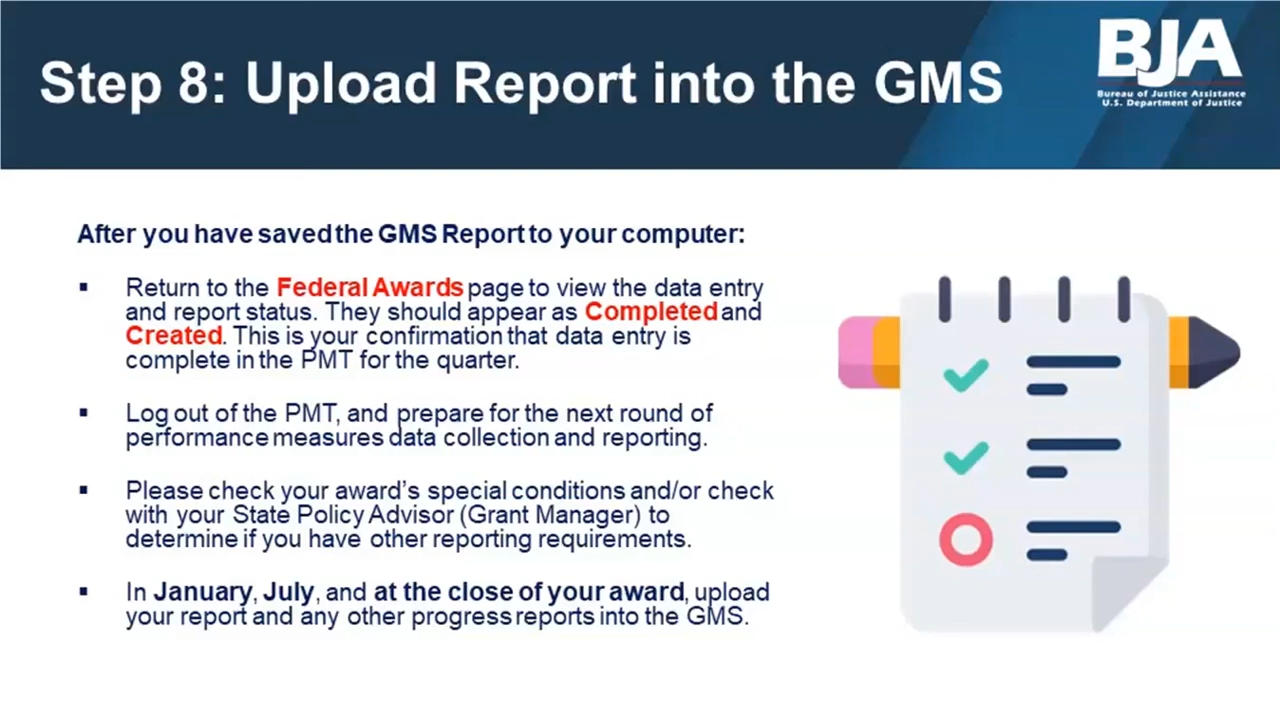 Step 8: Upload Report into the GMS
BJA
Bureau of Justice Assistance
U.S. Department of Justice
After you have saved the GMS Report to your computer:
▪ Return to the Federal Awards page to view the data entry
and report status. They should appear as Completed and
Created. This is your confirmation that data entry is
complete in the PMT for the quarter.
▪ Log out of the PMT, and prepare for the next round of
performance measures data collection and reporting.
▪ Please check your award’s special conditions and/or check
with your State Policy Advisor (Grant Manager) to
determine if you have other reporting requirements.
▪ In January, July, and at the close of your award, upload
your report and any other progress reports into the GMS.